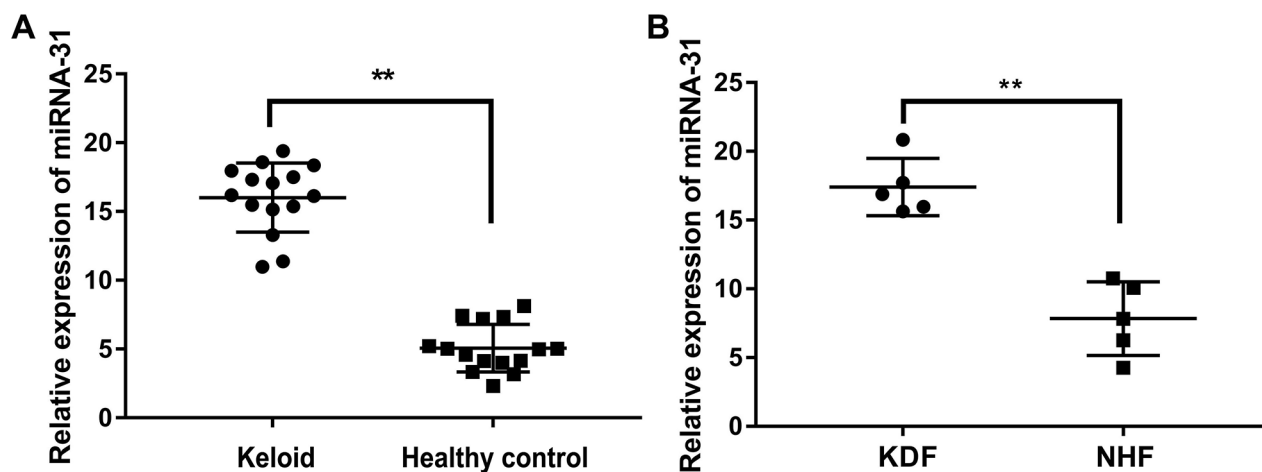 A
Relative expression of miRNA-31
25
20
15
10
5
0
**
Keloid
Healthy control
B
Relative expression of miRNA-31
25
20
15
10
5
0
**
KDF
NHF